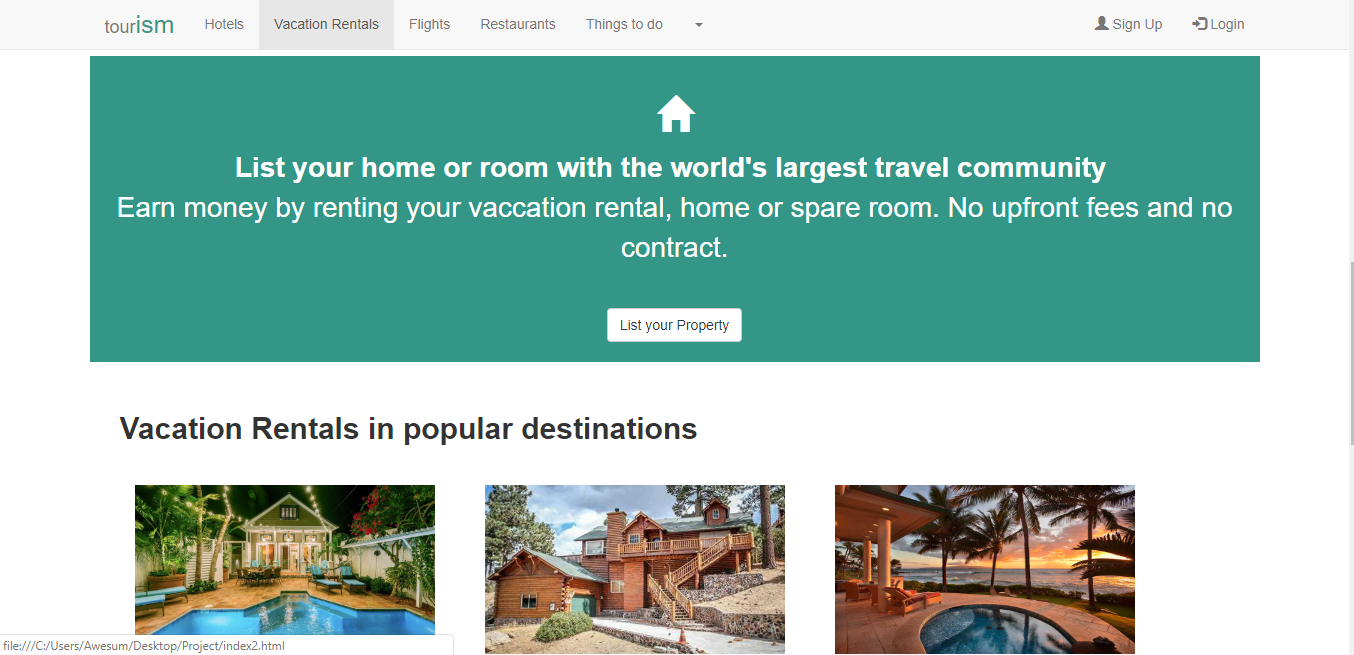 tourism Hotels Vacation Rentals Flights Restaurants Things to do Sign Up Login
List your home or room with the world's largest travel community
Earn money by renting your vaccation rental, home or spare room. No upfront fees and no
contract.
List your Property
Vacation Rentals in popular destinations
file:///C:/Users/Awesum/Desktop/Project/index2.html